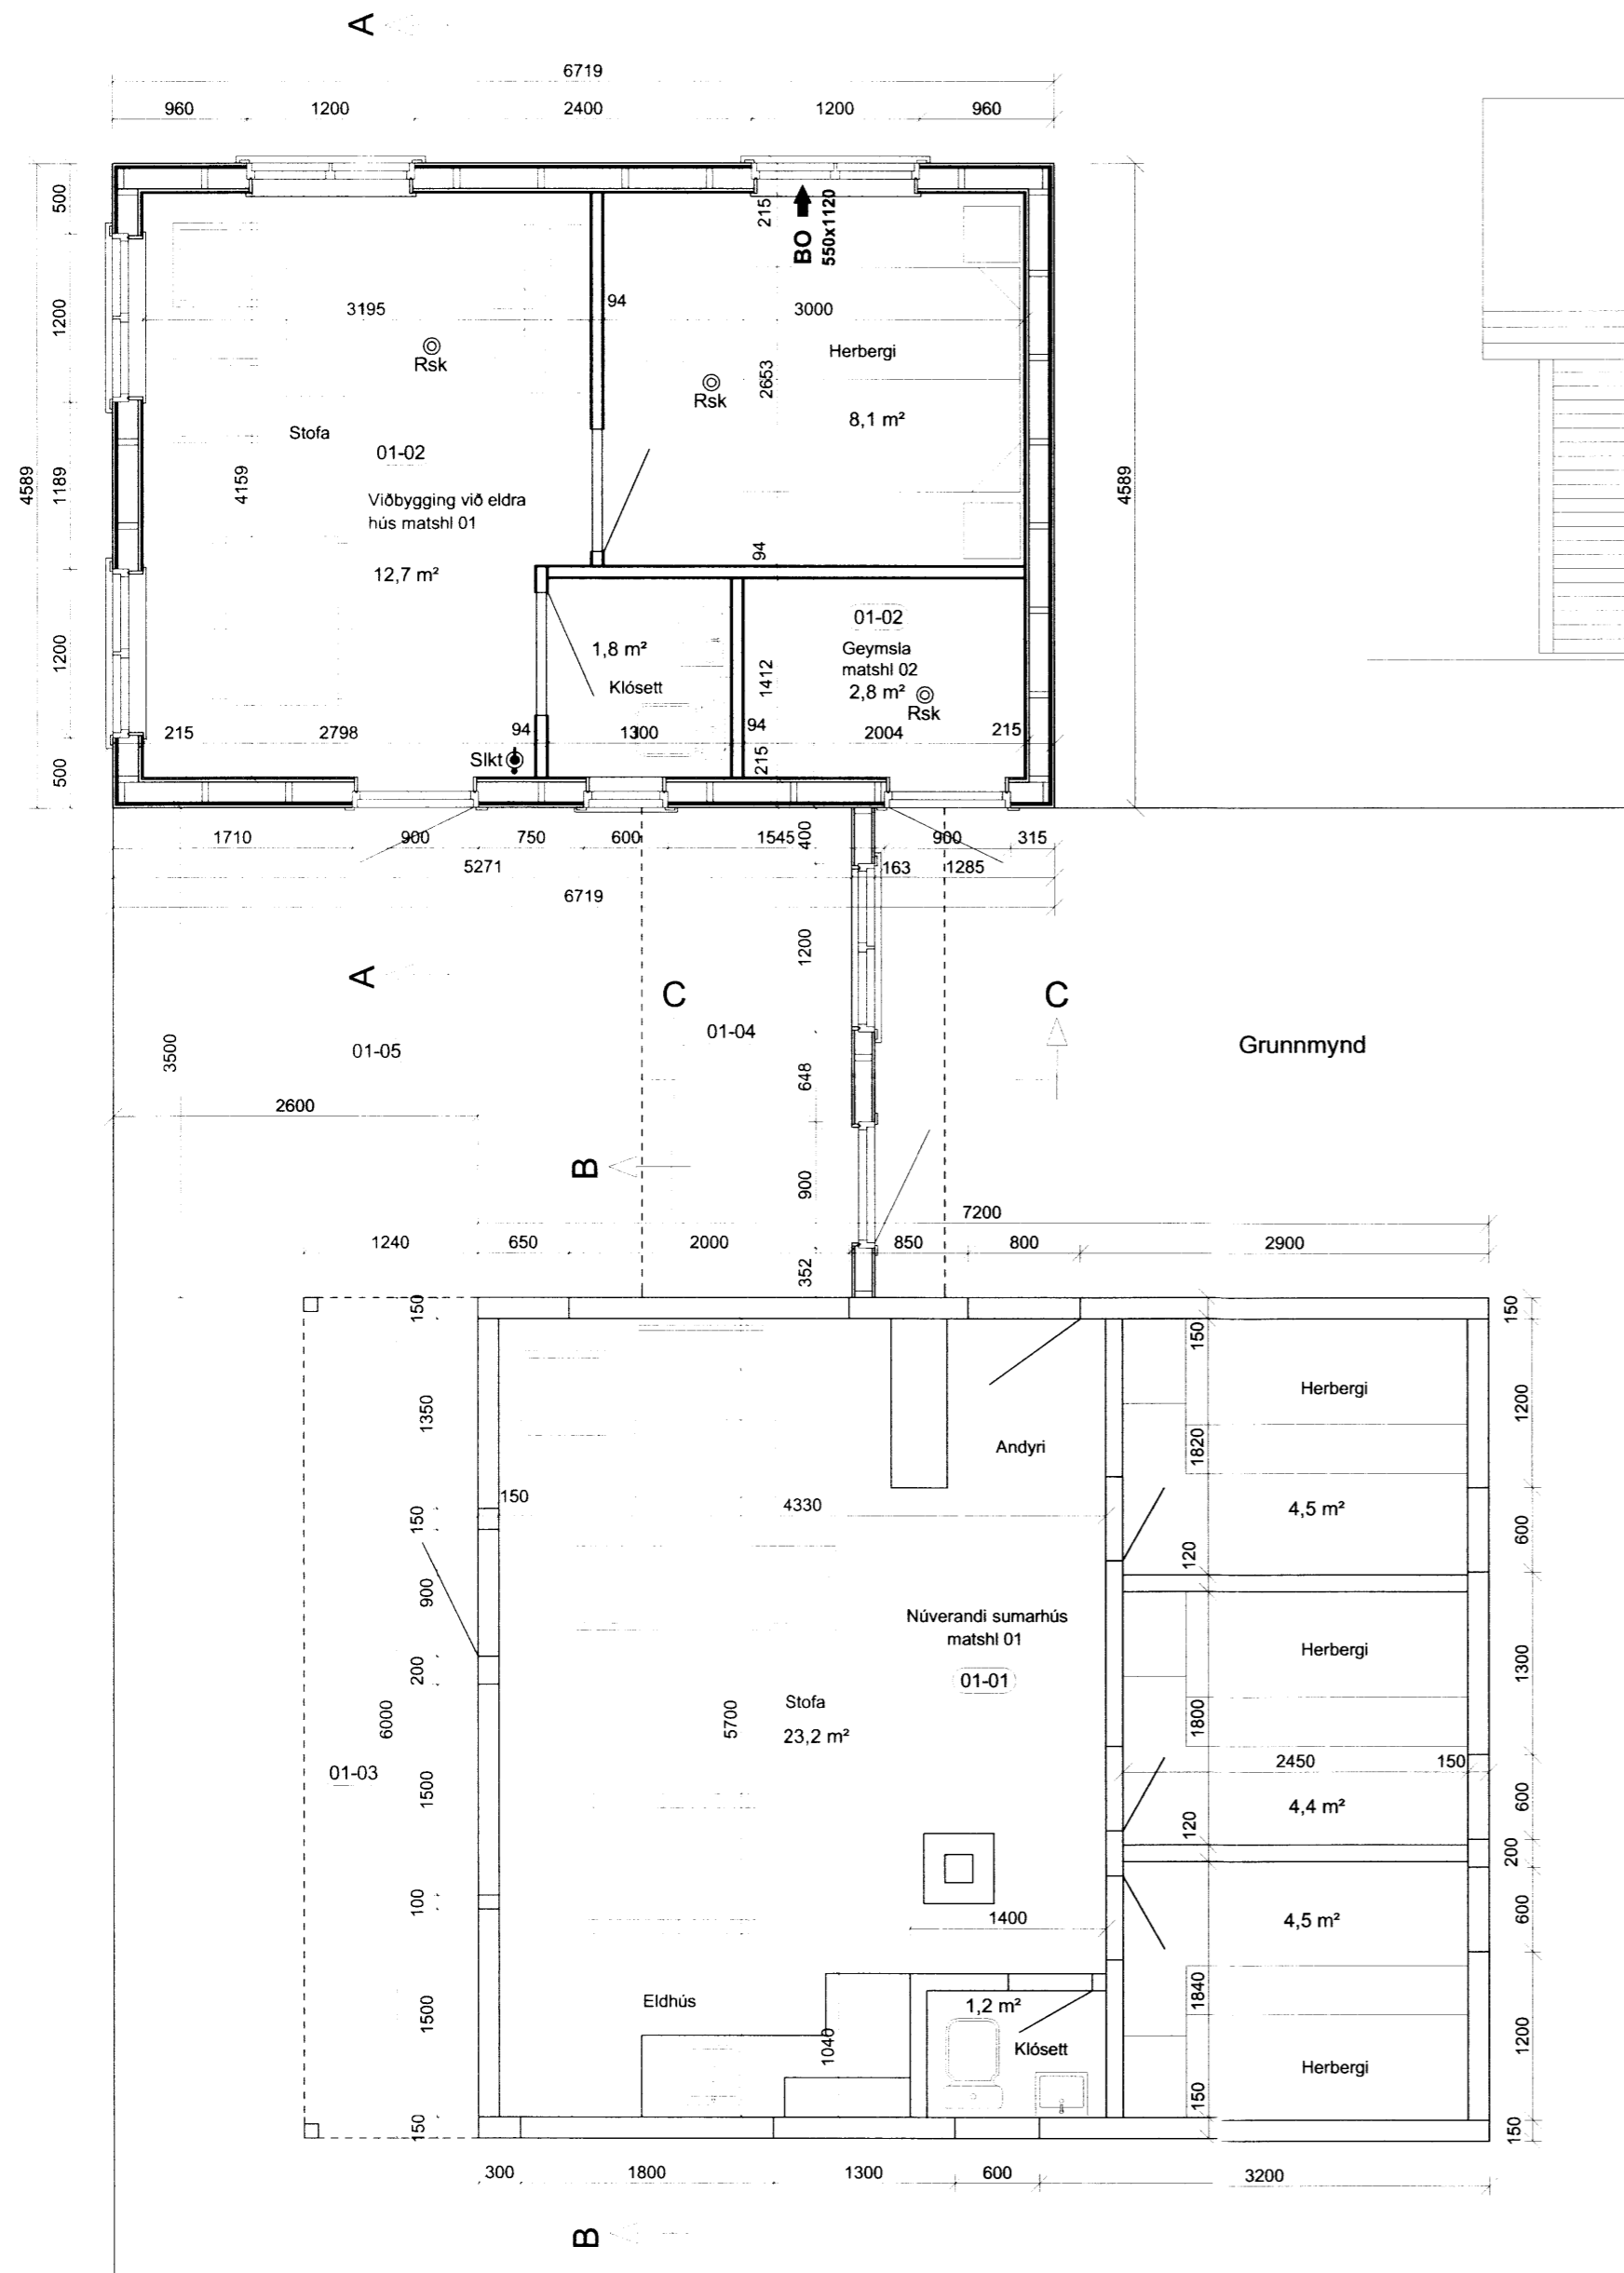 A
6719
960 1200 2400 1200 960
500
1200
1189
1200
500
4589
4589
215
BO
550x1120
3195
94
3000
Rsk
Herbergi
2653
Rsk
8,1 m²
Stofa
01-02
4159
Viðbygging við eldra
hús matshl 01
94
12,7 m²
01-02
1,8 m²
Geymsla
matshl 02
1412
Klósett
2,8 m²
Rsk
215 2798 94 1300 94 2004 215
Slkt
215
1710 900 750 600 1545 400 900 315
5271
163 1285
6719
1200
A
C
C
01-04
01-05
3500
Grunnmynd
648
2600
B
900
7200
1240 650 2000 850 800 2900
352
150
150
150
1350
1200
Herbergi
Andyri
1820
150
4330
4,5 m²
150
600
120
900
Núverandi sumarhús
matshl 01
Herbergi
1300
200
01-01
6000
5700
Stofa
1800
23,2 m²
2450 150
01-03
1500
4,4 m²
600
120
200
100
1400
4,5 m²
600
1840
Eldhús
1,2 m²
1500
1040
Klósett
1200
Herbergi
150
150
150
300 1800 1300 600 3200
B